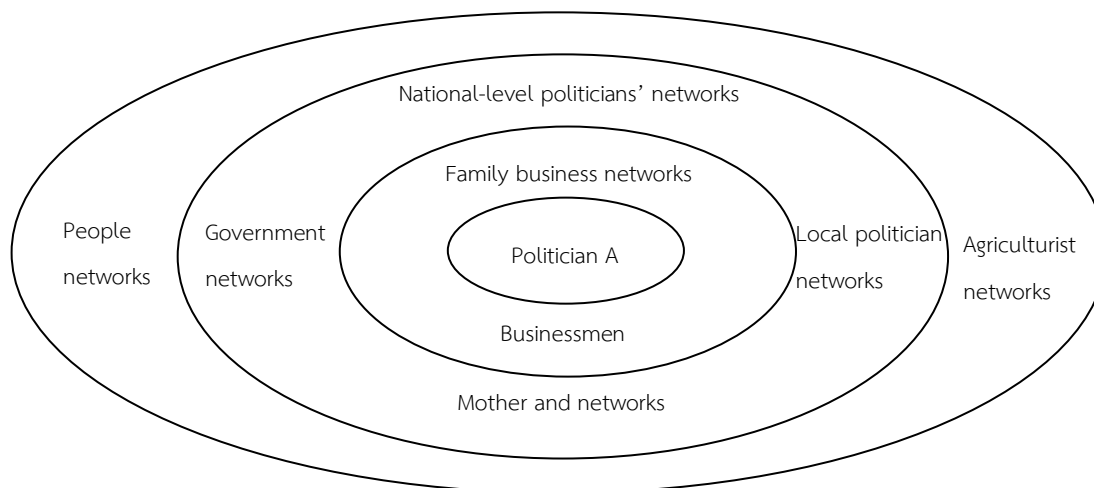 National-level politicians’ networks
Family business networks
People
networks
Government
networks
Politician A
Local politician
networks
Agriculturist
networks
Businessmen
Mother and networks